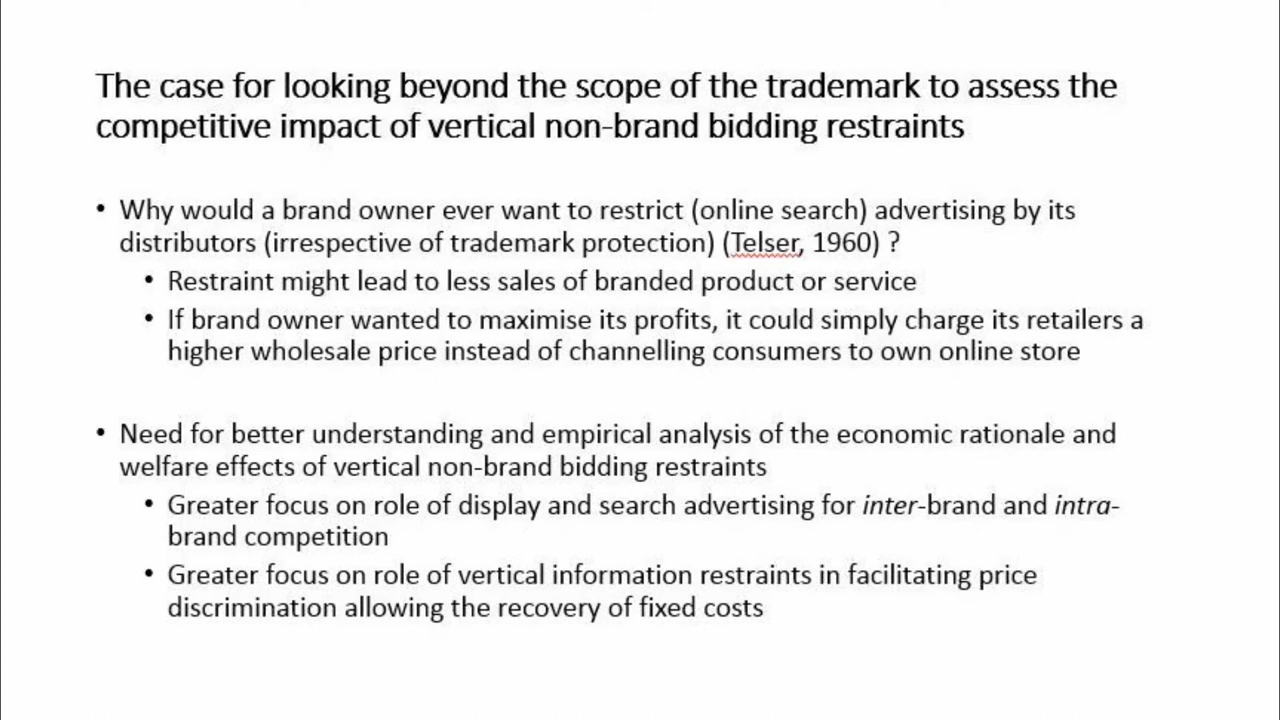 The case for looking beyond the scope of the trademark to assess the
competitive impact of vertical non-brand bidding restraints
• Why would a brand owner ever want to restrict (online search) advertising by its
distributors (irrespective of trademark protection) (Telser, 1960) ?
• Restraint might lead to less sales of branded product or service
• If brand owner wanted to maximise its profits, it could simply charge its retailers a
higher wholesale price instead of channelling consumers to own online store
• Need for better understanding and empirical analysis of the economic rationale and
welfare effects of vertical non-brand bidding restraints
• Greater focus on role of display and search advertising for inter-brand and intra-
brand competition
• Greater focus on role of vertical information restraints in facilitating price
discrimination allowing the recovery of fixed costs